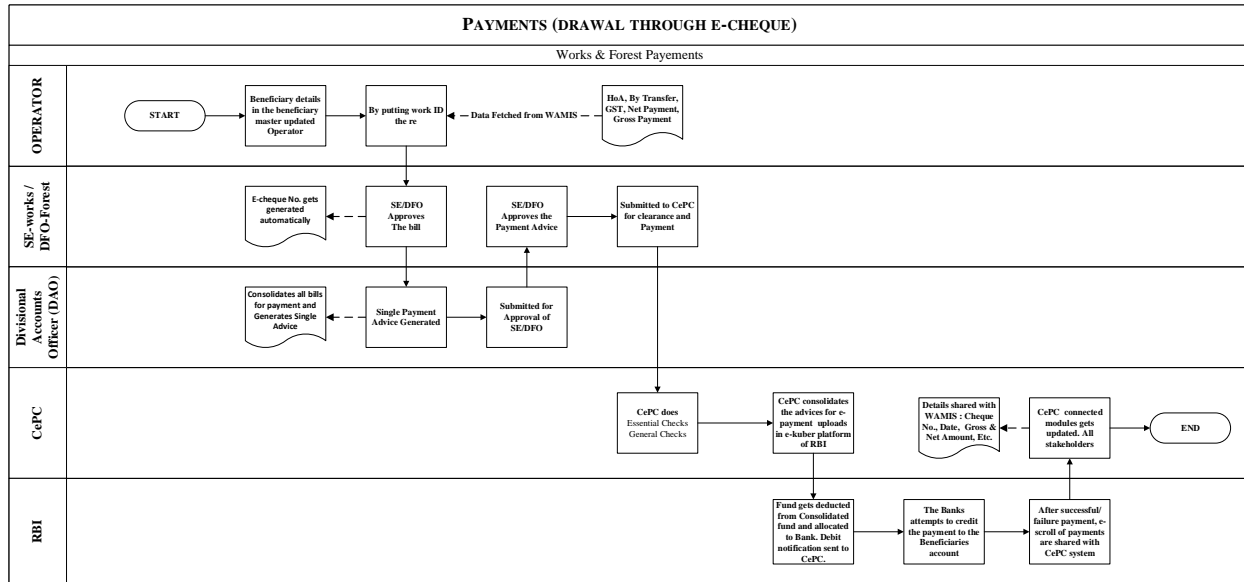 PAYMENTS (DRAWAL THROUGH E-CHEQUE)
Works & Forest Payements
OPERATOR
START
Beneficiary details
in the beneficiary
master updated
Operator
By putting work ID
the re
Data Fetched from WAMIS
HoA, By Transfer,
GST, Net Payment,
Gross Payment
SE-works /
DFO-Forest
E-cheque No. gets
generated
automatically
SE/DFO
Approves
The bill
SE/DFO
Approves the
Payment Advice
Submitted to CePC
for clearance and
Payment
Divisional
Accounts
Officer (DAO)
Consolidates all bills
for payment and
Generates Single
Advice
Single Payment
Advice Generated
Submitted for
Approval of
SE/DFO
CePC
CePC does
Essential Checks
General Checks
CePC consolidates
the advices for e-
payment uploads
in e-kuber platform
of RBI
Details shared with
WAMIS : Cheque
No., Date, Gross &
Net Amount, Etc.
CePC connected
modules gets
updated. All
stakeholders
END
RBI
Fund gets deducted
from Consolidated
fund and allocated
to Bank. Debit
notification sent to
CePC.
The Banks
attempts to credit
the payment to the
Beneficiaries
account
After successful/
failure payment, e-
scroll of payments
are shared with
CePC system